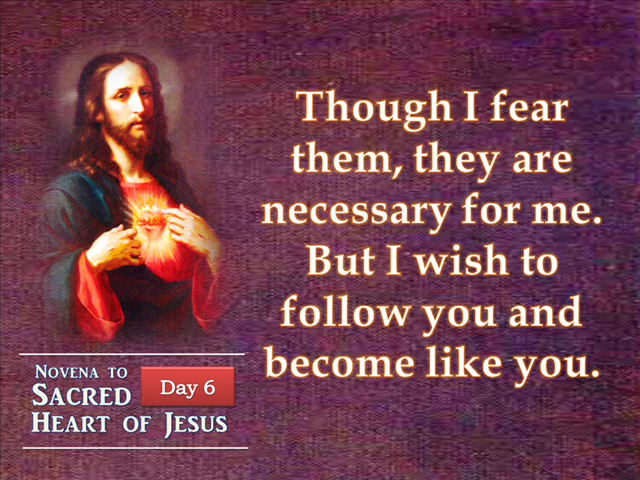 Though I fear
them, they are
necessary for me.
But I wish to
follow you and
become like you.
Novena to
Sacred
Heart of Jesus
Day 6